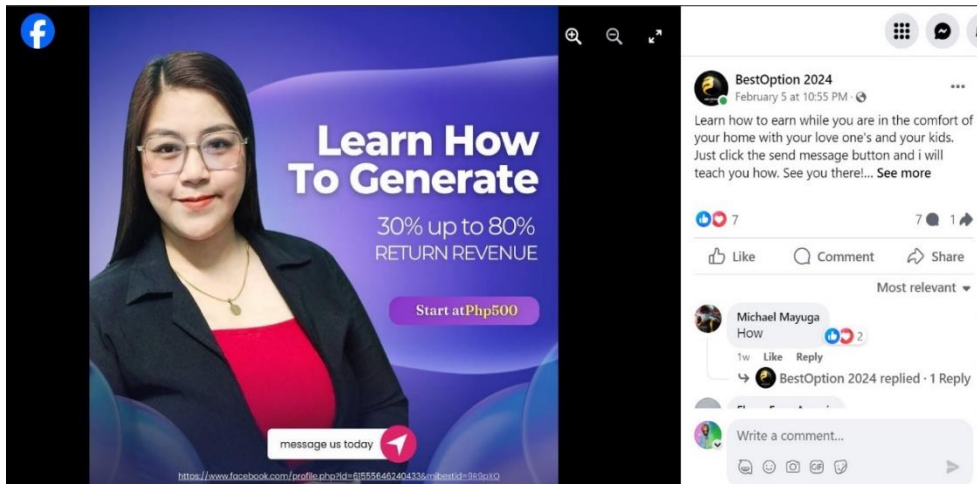 Learn How
To Generate
30% up to 80%
RETURN REVENUE
Start atPhp500
message us today
BestOption 2024
February 5 at 10:55 PM ·
Learn how to earn while you are in the comfort of
your home with your love one's and your kids.
Just click the send message button and i will
teach you how. See you there!... See more
7
7
1
Like
Comment
Share
Most relevant
Michael Mayuga
How
2
1w Like Reply
BestOption 2024 replied · 1 Reply
Write a comment...
GIF